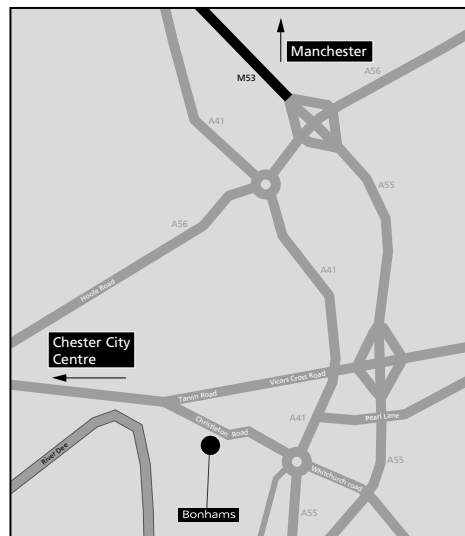 Manchester
M53
A56
A41
A55
A56
A41
Hoole Road
Chester City
Centre
Vicars Cross Road
Tarvin Road
A41
Pearl Lane
Christleton Road
River Dee
A55
Whitchurch road
Bonhams
A55